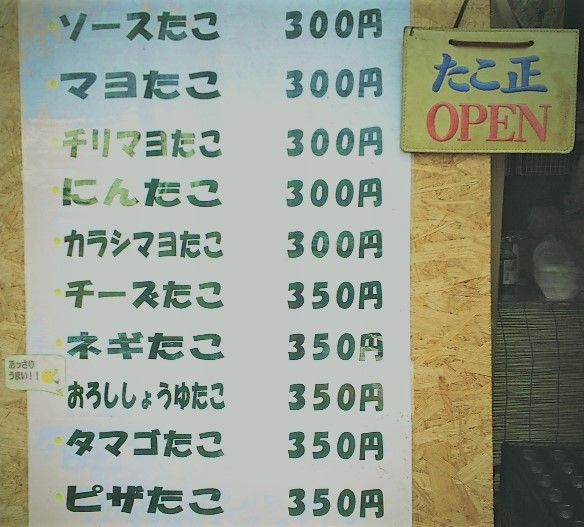 ソースたこ 300円
マヨたこ 300円
チリマヨたこ 300円
にんたこ 300円
カラシマヨたこ 300円
チーズたこ 350円
ネギたこ 350円
おろししょうゆたこ 350円
タマゴたこ 350円
ピザたこ 350円
あっさり
うまい!!
たこ正
OPEN